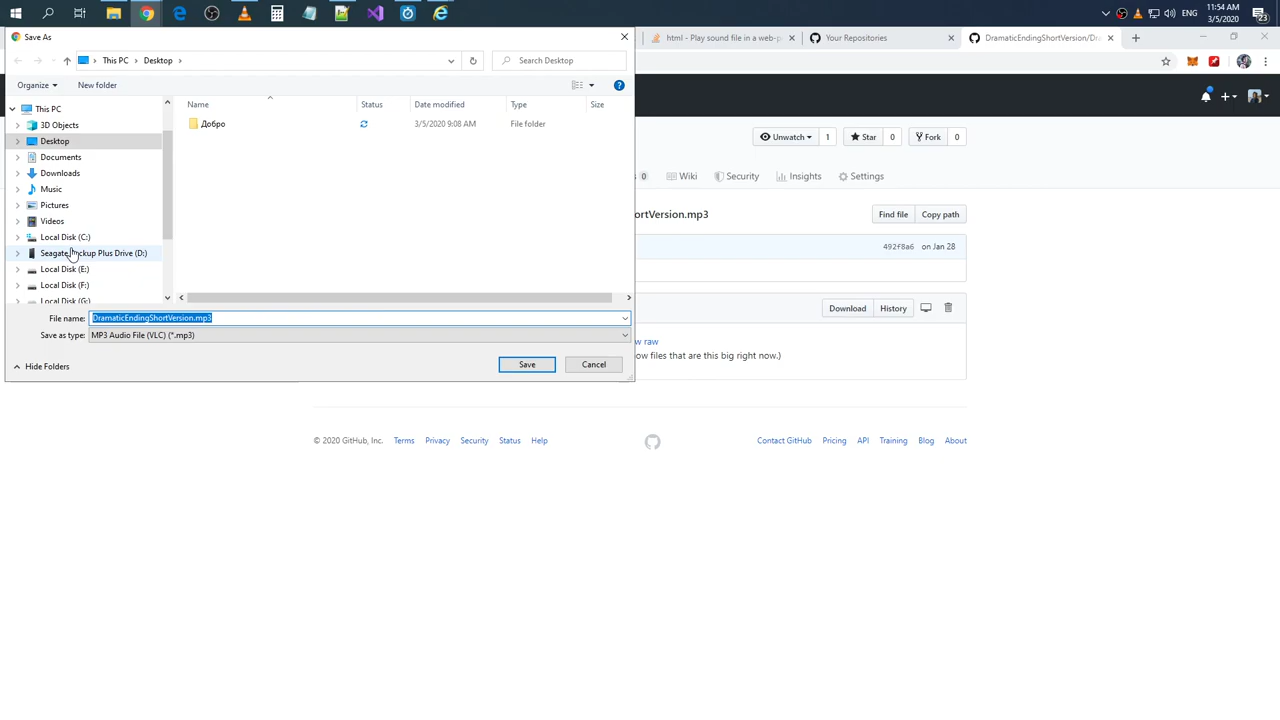 ENG
11:54 AM
3/5/2020
23
Save As
html - Play sound file in a web-p
Your Repositories
DramaticEndingShortVersion/Dr
This PC
Desktop
Search Desktop
Organize
New folder
This PC
3D Objects
Desktop
Documents
Downloads
Music
Pictures
Videos
Local Disk (C:)
Local Disk (E:)
Local Disk (F:)
Local Disk (G:)
Name
Status
Date modified
Type
Size
Добро
3/5/2020 9:08 AM
File folder
File name:
DramaticEndingShortVersion.mp3
Save as type:
MP3 Audio File (VLC) (*.mp3)
Hide Folders
Save
Cancel
Unwatch
1
Star
0
Fork
0
0
Wiki
Security
Insights
Settings
ortVersion.mp3
Find file
Copy path
492f8a6
on Jan 28
Download
History
w raw
ow files that are this big right now.)
© 2020 GitHub, Inc.
Terms
Privacy
Security
Status
Help
Contact GitHub
Pricing
API
Training
Blog
About